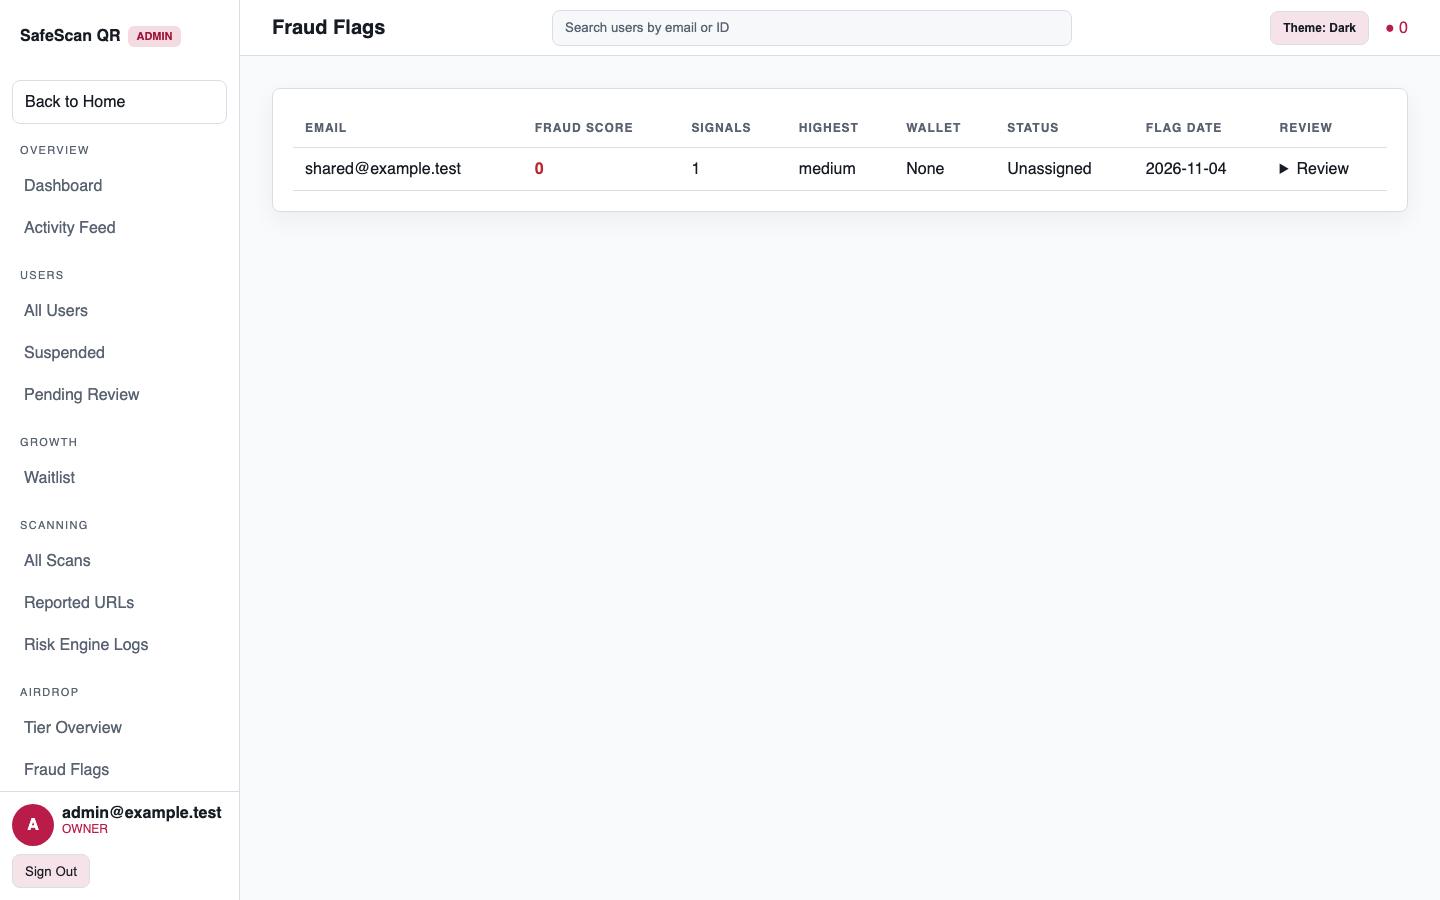 SafeScan QR ADMIN
Back to Home
OVERVIEW
Dashboard
Activity Feed
USERS
All Users
Suspended
Pending Review
GROWTH
Waitlist
SCANNING
All Scans
Reported URLs
Risk Engine Logs
AIRDROP
Tier Overview
Fraud Flags
A admin@example.test
OWNER
Sign Out
Fraud Flags Search users by email or ID Theme: Dark ● 0
EMAIL FRAUD SCORE SIGNALS HIGHEST WALLET STATUS FLAG DATE REVIEW
shared@example.test 0 1 medium None Unassigned 2026-11-04 ▶ Review